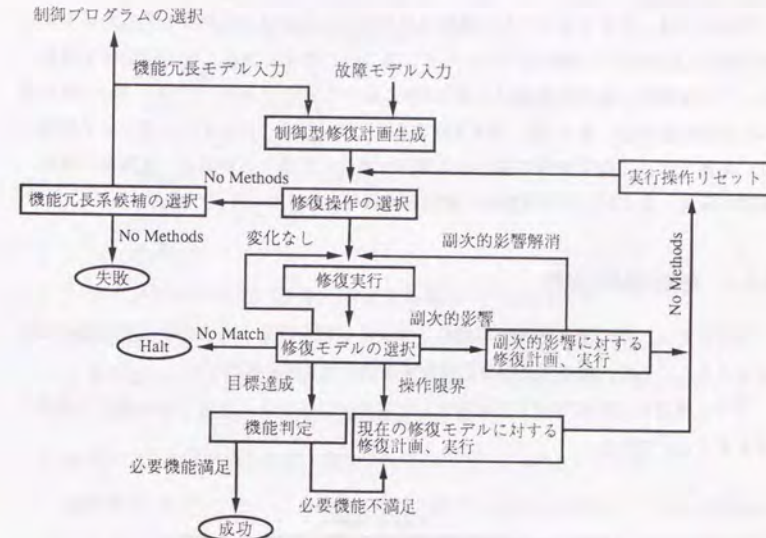 制御プログラムの選択
機能冗長モデル入力
故障モデル入力
制御型修復計画生成
No Methods
実行操作リセット
機能冗長系候補の選択
修復操作の選択
No Methods
変化なし
副次的影響解消
No Methods
失敗
修復実行
副次的影響
No Match
Halt
修復モデルの選択
副次的影響に対する
修復計画、実行
目標達成
操作限界
機能判定
現在の修復モデルに対する
修復計画、実行
必要機能満足
必要機能不満足
成功